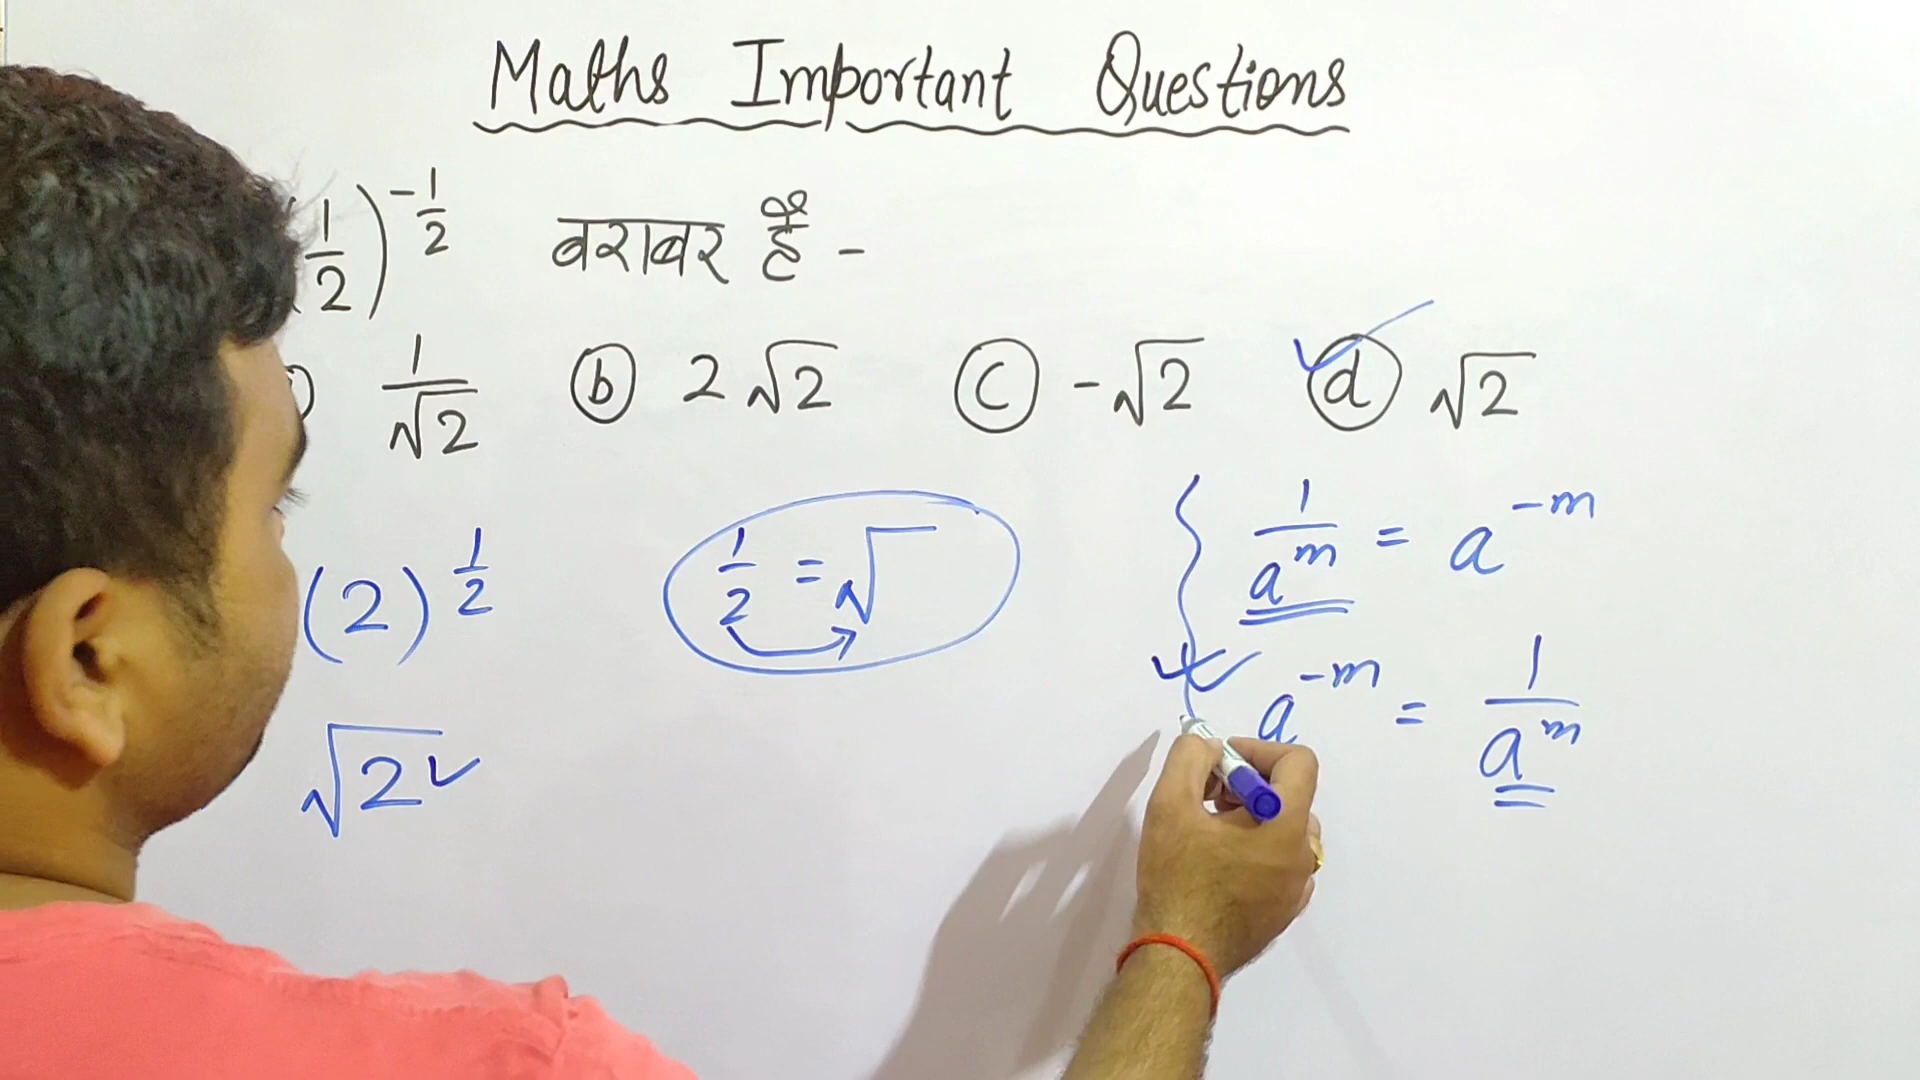 Maths Important Questions
(1/2)^-1/2 बराबर हैं -
1/√2 ⓑ 2√2 ⓒ -√2 ⓓ √2
(2)^1/2 1/2 = √ 1/a^m = a^-m
√2 a^-m = 1/a^m